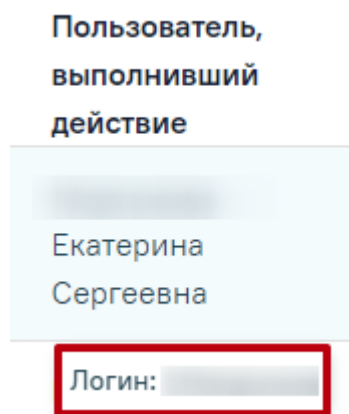 Пользователь,
выполнивший
действие
Екатерина
Сергеевна
Логин: